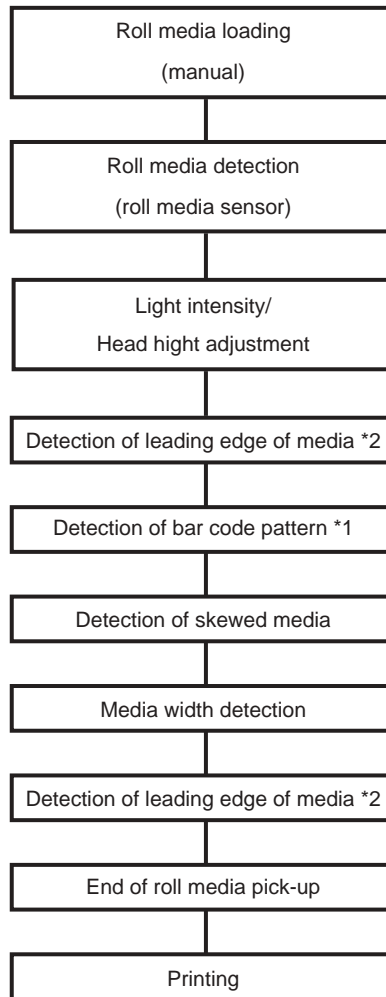 Roll media loading
(manual)
Roll media detection
(roll media sensor)
Light intensity/
Head hight adjustment
Detection of leading edge of media *2
Detection of bar code pattern *1
Detection of skewed media
Media width detection
Detection of leading edge of media *2
End of roll media pick-up
Printing